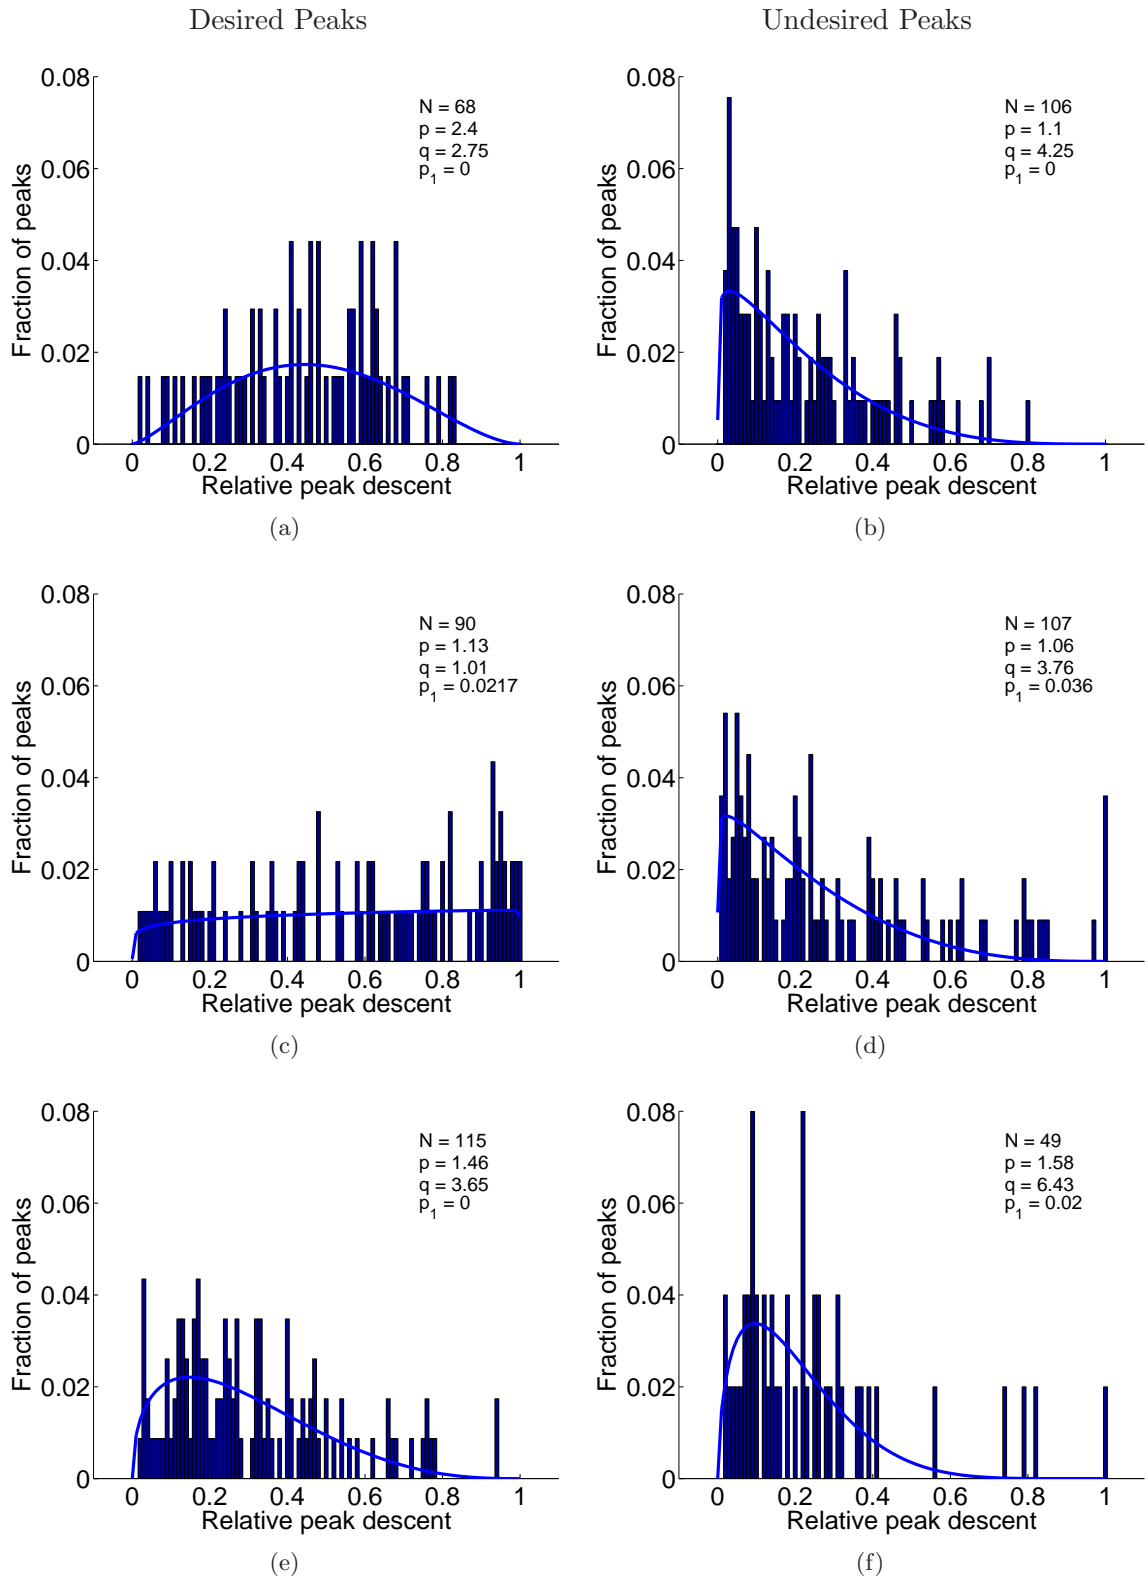 Desired Peaks
Undesired Peaks
0.08
0.06
0.04
0.02
0
Fraction of peaks
N = 68
p = 2.4
q = 2.75
p1 = 0
0 0.2 0.4 0.6 0.8 1
Relative peak descent
(a)
0.08
0.06
0.04
0.02
0
Fraction of peaks
N = 106
p = 1.1
q = 4.25
p1 = 0
0 0.2 0.4 0.6 0.8 1
Relative peak descent
(b)
0.08
0.06
0.04
0.02
0
Fraction of peaks
N = 90
p = 1.13
q = 1.01
p1 = 0.0217
0 0.2 0.4 0.6 0.8 1
Relative peak descent
(c)
0.08
0.06
0.04
0.02
0
Fraction of peaks
N = 107
p = 1.06
q = 3.76
p1 = 0.036
0 0.2 0.4 0.6 0.8 1
Relative peak descent
(d)
0.08
0.06
0.04
0.02
0
Fraction of peaks
N = 115
p = 1.46
q = 3.65
p1 = 0
0 0.2 0.4 0.6 0.8 1
Relative peak descent
(e)
0.08
0.06
0.04
0.02
0
Fraction of peaks
N = 49
p = 1.58
q = 6.43
p1 = 0.02
0 0.2 0.4 0.6 0.8 1
Relative peak descent
(f)